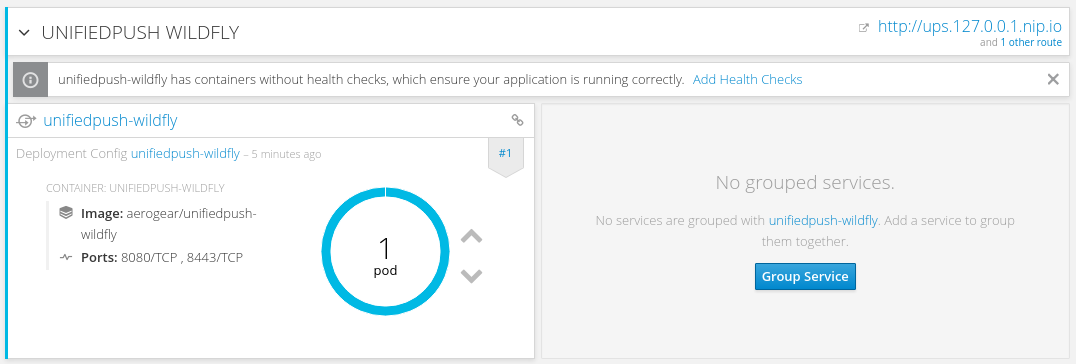 UNIFIEDPUSH WILDFLY
http://ups.127.0.0.1.nip.io
and 1 other route
unifiedpush-wildfly has containers without health checks, which ensure your application is running correctly. Add Health Checks
unifiedpush-wildfly
Deployment Config unifiedpush-wildfly – 5 minutes ago
#1
CONTAINER: UNIFIEDPUSH-WILDFLY
Image: aerogear/unifiedpush-
wildfly
Ports: 8080/TCP , 8443/TCP
1
pod
No grouped services.
No services are grouped with unifiedpush-wildfly. Add a service to group
them together.
Group Service